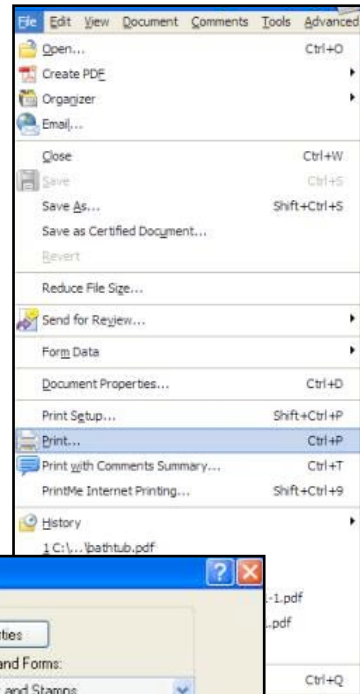 File Edit View Document Comments Tools Advanced
Open... Ctrl+O
Create PDF
Organizer
Email...
Close Ctrl+W
Save Ctrl+S
Save As... Shift+Ctrl+S
Save as Certified Document...
Revert
Reduce File Size...
Send for Review...
Form Data
Document Properties... Ctrl+D
Print Setup... Shift+Ctrl+P
Print... Ctrl+P
Print with Comments Summary... Ctrl+T
PrintMe Internet Printing... Shift+Ctrl+9
History
1 C:\...\bathtub.pdf
-1.pdf
.pdf
and Forms:
and Stamps
Ctrl+Q